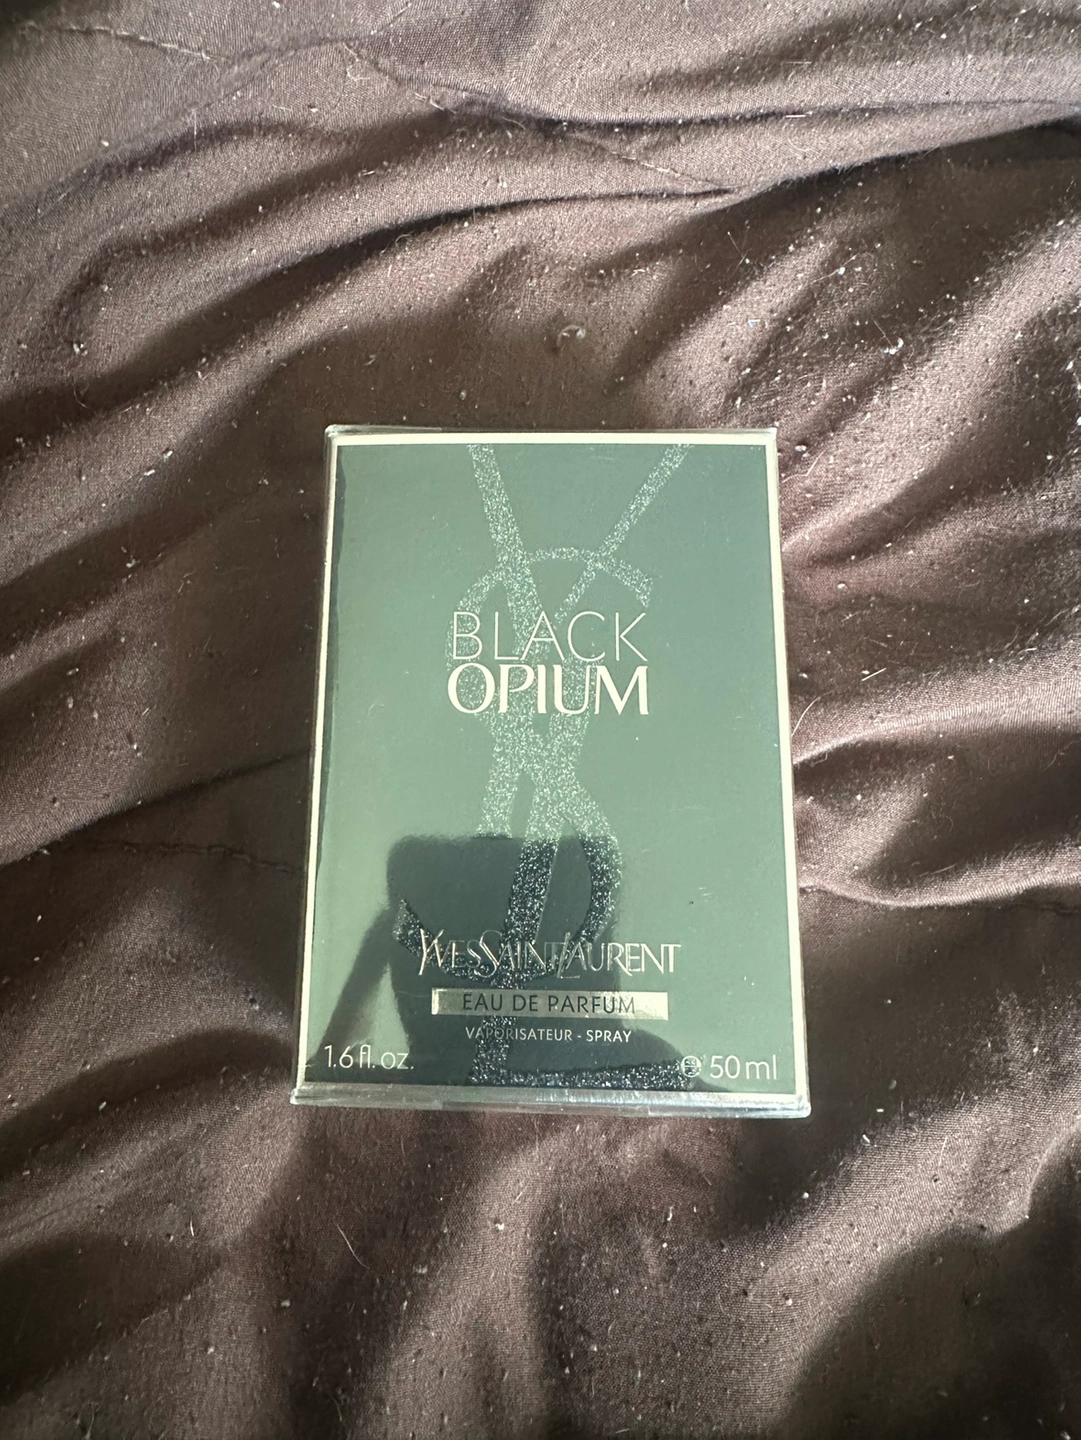 BLACK
OPIUM
YVESSAINTLAURENT
EAU DE PARFUM
VAPORISATEUR - SPRAY
1.6 fl. oz. ℮ 50 ml